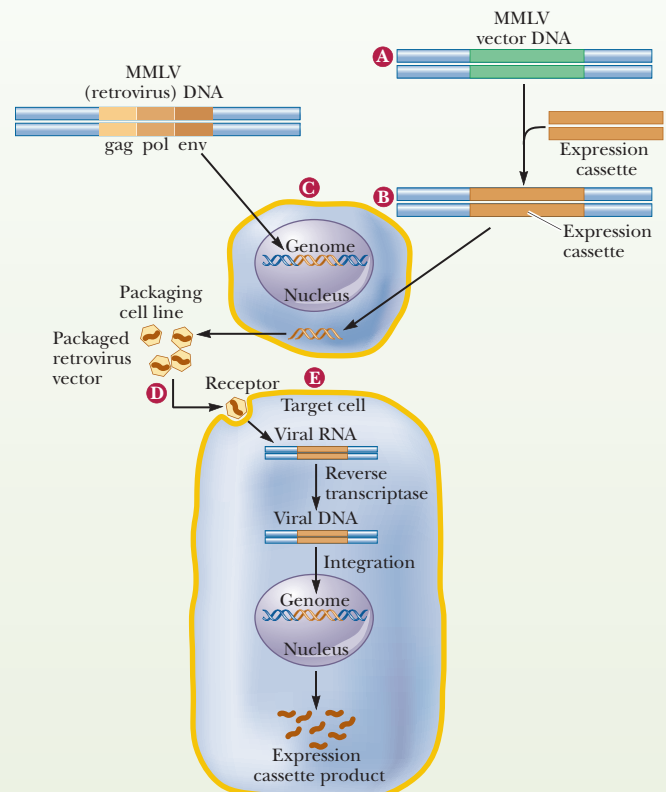 MMLV
vector DNA
A
MMLV
(retrovirus) DNA
gag pol env
Expression
cassette
C
B
Genome
Expression
cassette
Nucleus
Packaging
cell line
Packaged
retrovirus
vector
D
Receptor
E
Target cell
Viral RNA
Reverse
transcriptase
Viral DNA
Integration
Genome
Nucleus
Expression
cassette product